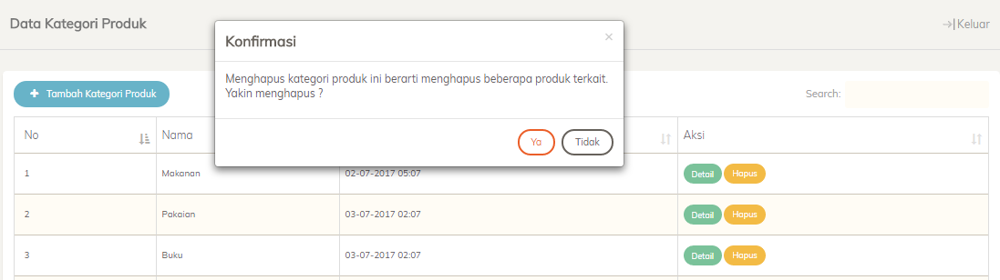 Data Kategori Produk
Keluar
Konfirmasi
×
Menghapus kategori produk ini berarti menghapus beberapa produk terkait.
Yakin menghapus ?
Ya Tidak
+ Tambah Kategori Produk
Search:
No Nama Aksi
1 Makanan 02-07-2017 05:07 Detail Hapus
2 Pakaian 03-07-2017 02:07 Detail Hapus
3 Buku 03-07-2017 02:07 Detail Hapus